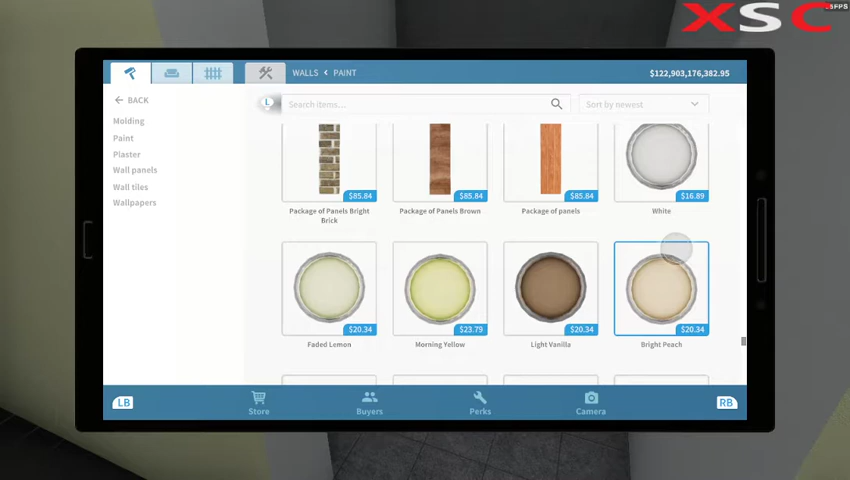 XSC
FPS
WALLS < PAINT
$122,903,176,382.95
BACK
L
Search items...
Sort by newest
Molding
Paint
Plaster
Wall panels
Wall tiles
Wallpapers
$85.84
$85.84
$85.84
$16.89
Package of Panels Bright
Brick
Package of Panels Brown
Package of panels
White
$20.34
$23.79
$20.34
$20.34
Faded Lemon
Morning Yellow
Light Vanilla
Bright Peach
LB
Store
Buyers
Perks
Camera
RB